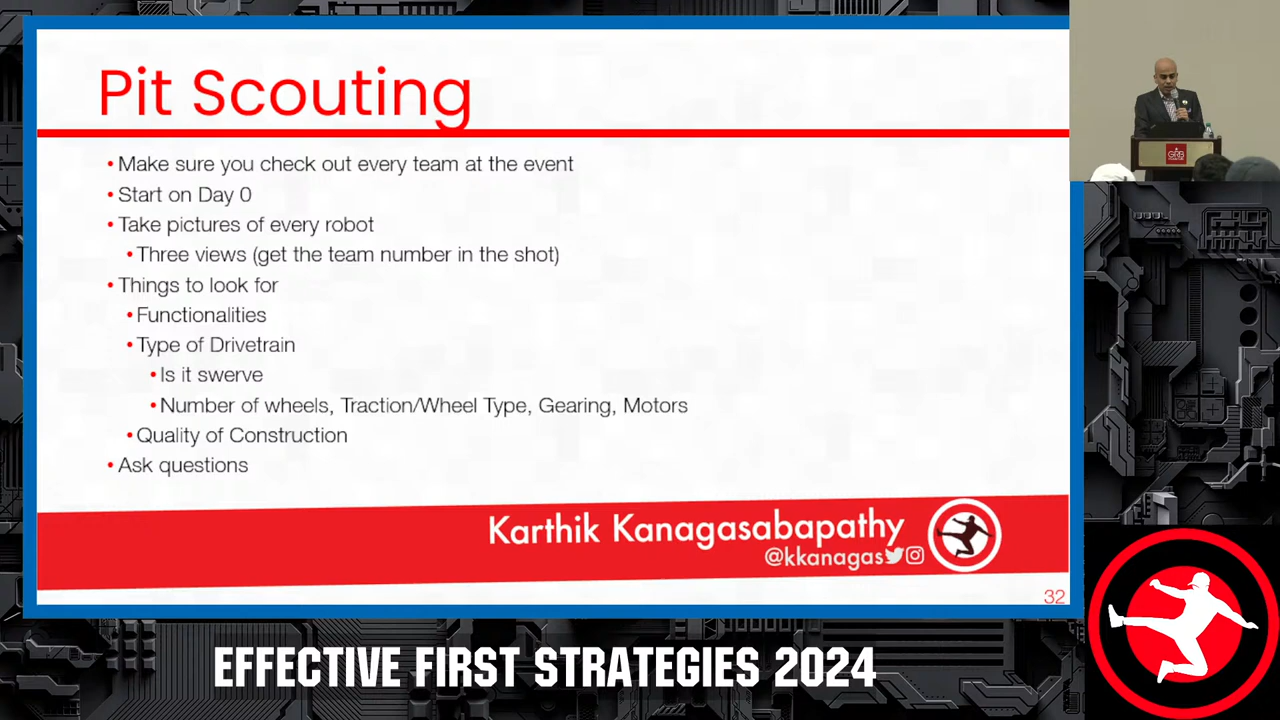 Pit Scouting
•Make sure you check out every team at the event
•Start on Day 0
•Take pictures of every robot
•Three views (get the team number in the shot)
•Things to look for
•Functionalities
•Type of Drivetrain
•Is it swerve
•Number of wheels, Traction/Wheel Type, Gearing, Motors
•Quality of Construction
•Ask questions
Karthik Kanagasabapathy
@kkanagas
32
GRB
EFFECTIVE FIRST STRATEGIES 2024